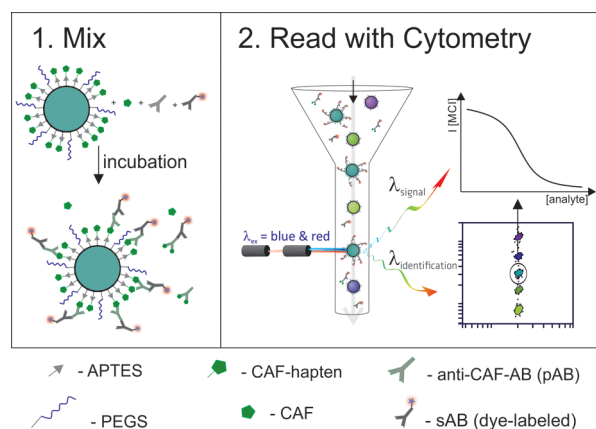 1. Mix
2. Read with Cytometry
+ + +
incubation
λex = blue & red
λsignal
λidentification
I [MCI]
[analyte]
- APTES
- CAF-hapten
- anti-CAF-AB (pAB)
- PEGS
- CAF
- sAB (dye-labeled)